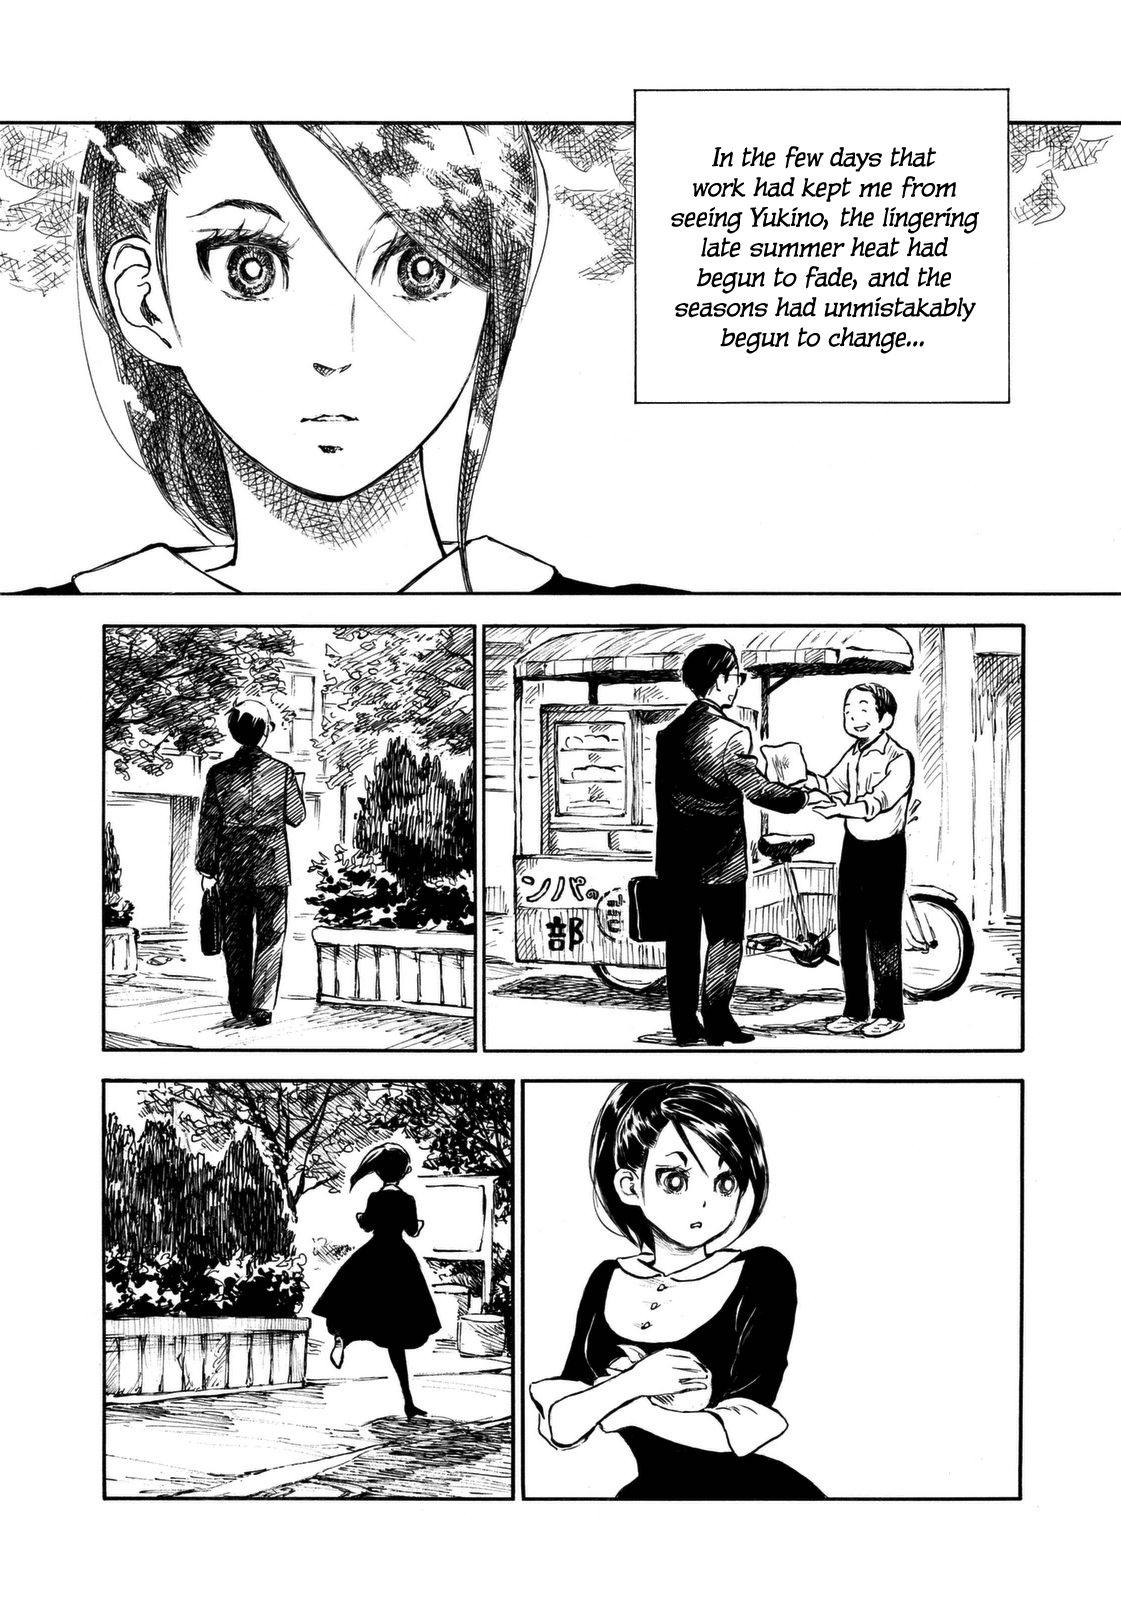 In the few days that
work had kept me from
seeing Yukino, the lingering
late summer heat had
begun to fade, and the
seasons had unmistakably
begun to change...
ンパの
部